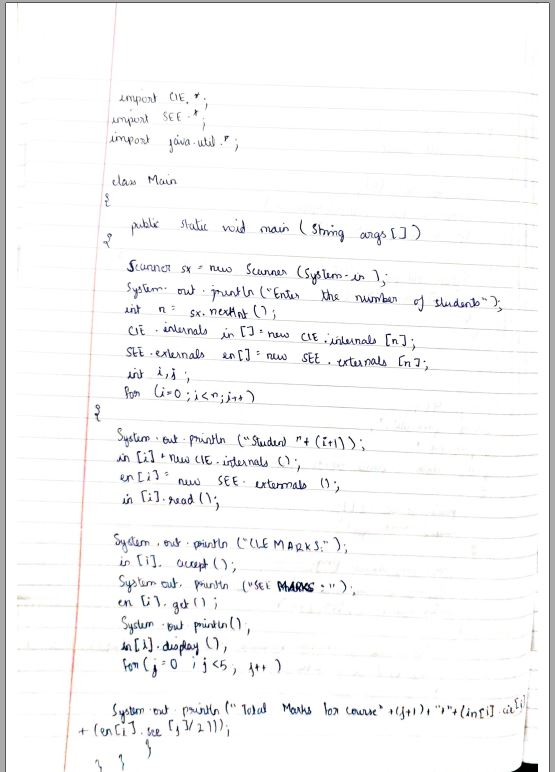 import CIE.*;
import SEE.*;
import java.util.*;
class Main
{
public static void main (String args [])
{
Scanner sx = new Scanner (System.in);
System.out.println ("Enter the number of students");
int n = sx.nextInt ();
CIE.internals in [] = new CIE.internals [n];
SEE.externals en [] = new SEE.externals [n];
int i,j;
for (i=0; i<n; i++)
{
System.out.println ("Student "+ (i+1));
in [i] = new CIE.internals ();
en [i] = new SEE.externals ();
in [i].read ();
System.out.println ("CIE MARKS:");
in [i].accept ();
System.out.println ("SEE MARKS:");
en [i].get ();
System.out.println ();
in [i].display ();
for (j=0; j<5; j++)
System.out.println ("Total Marks for course" +(j+1)+ ":"+(in[i].cie[i]
+ (en[i].see[j]/2)));
}
} }